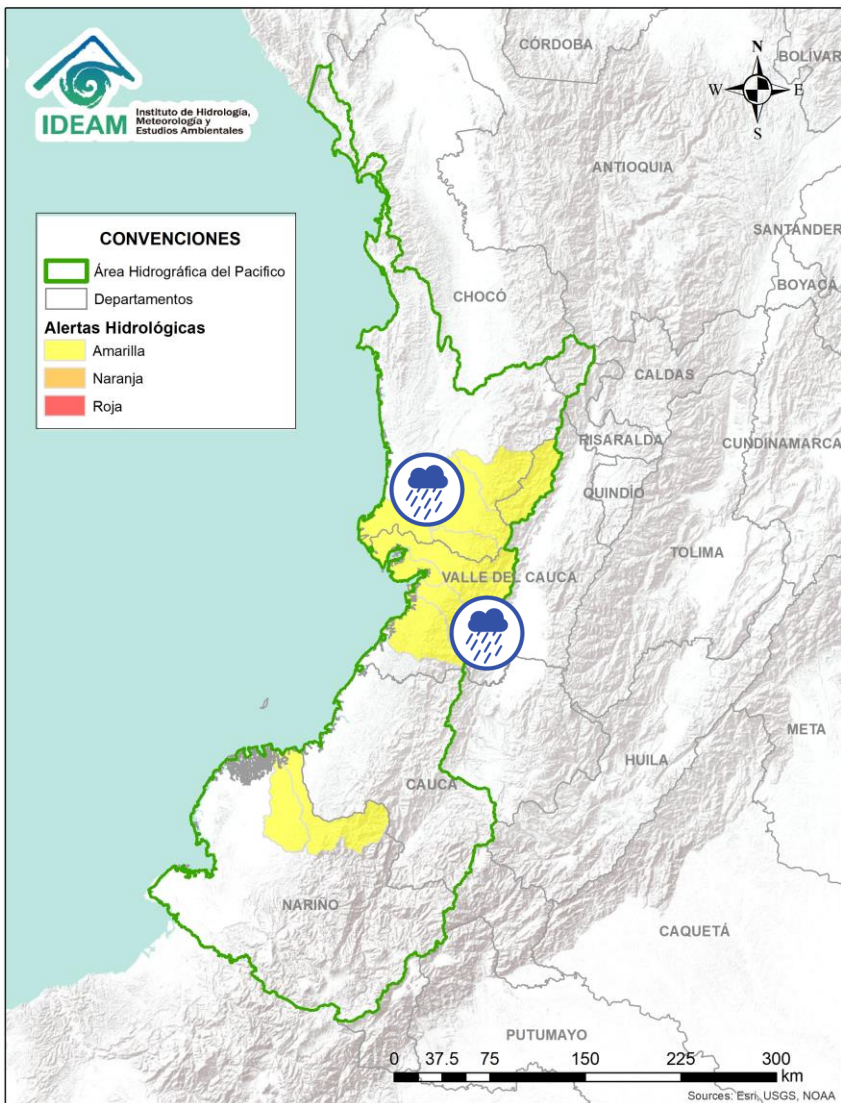 IDEAM
Instituto de Hidrología,
Meteorología y
Estudios Ambientales
N
W
E
S
CONVENCIONES
Área Hidrográfica del Pacifico
Departamentos
Alertas Hidrológicas
Amarilla
Naranja
Roja
CÓRDOBA
BOLÍVAR
ANTIOQUIA
SANTANDER
BOYACÁ
CHOCÓ
CALDAS
RISARALDA
CUNDINAMARCA
QUINDÍO
TOLIMA
VALLE DEL CAUCA
META
HUILA
CAUCA
NARIÑO
CAQUETÁ
PUTUMAYO
0 37.5 75 150 225 300
km
Sources: Esri, USGS, NOAA